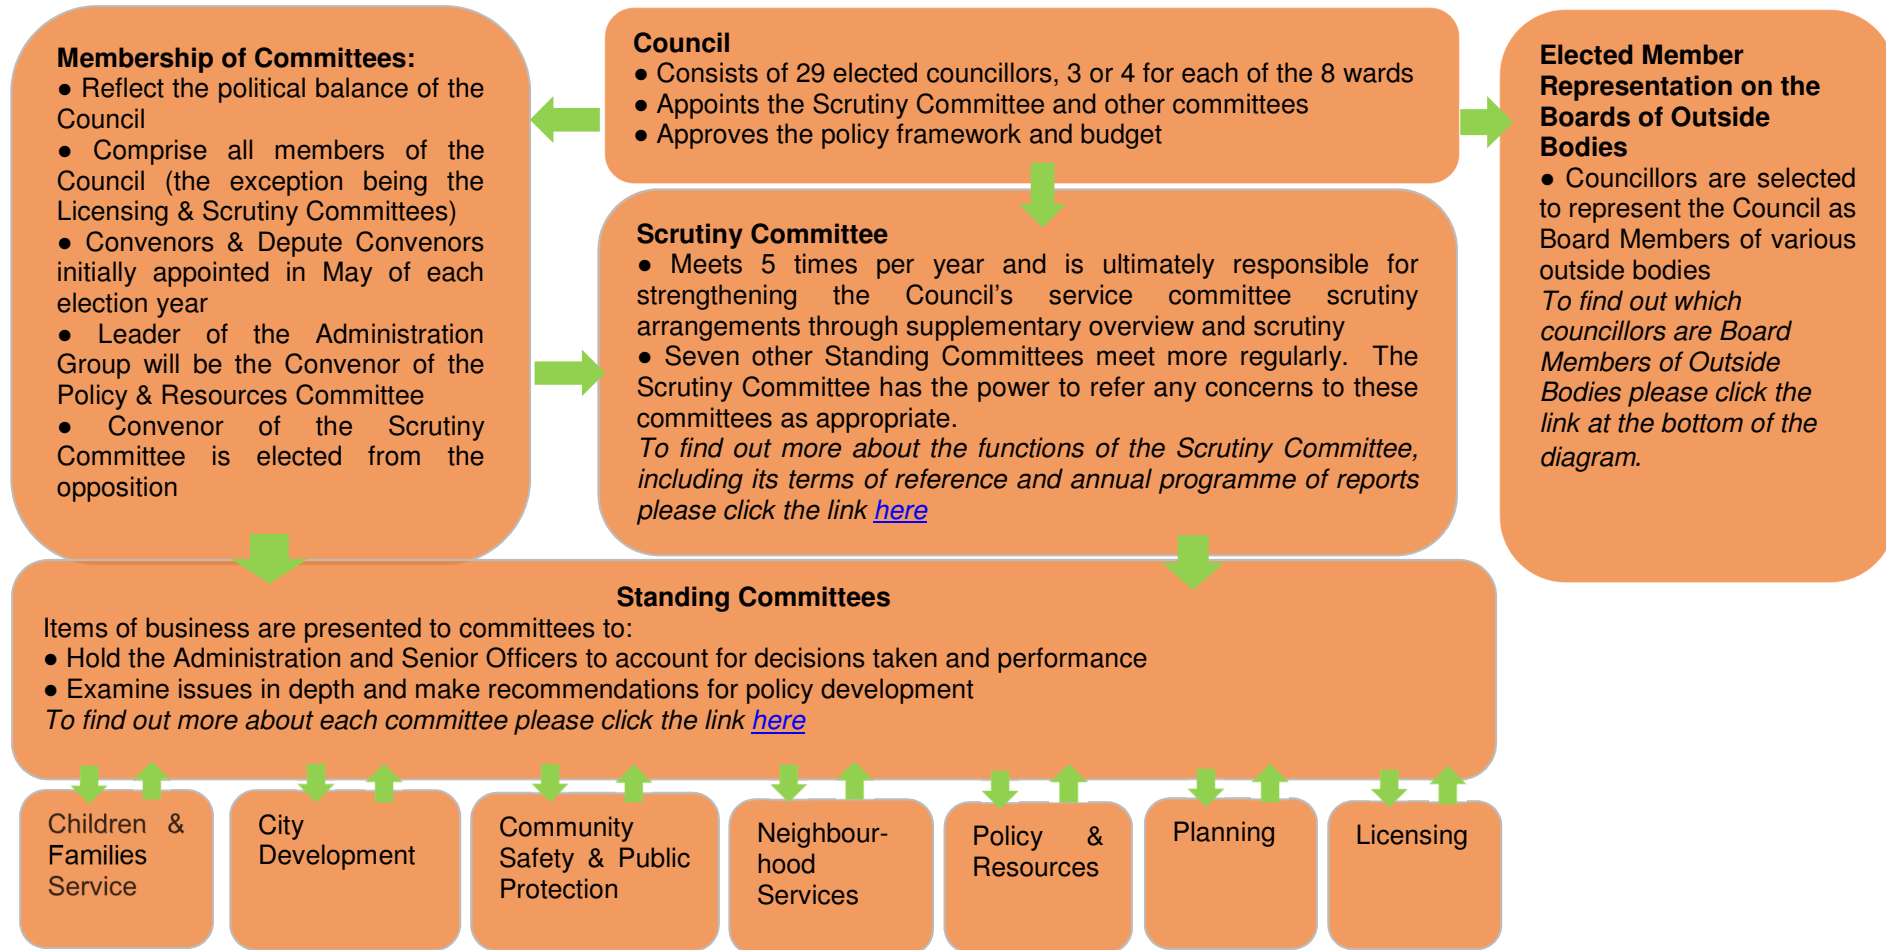 Membership of Committees:
● Reflect the political balance of the
Council
● Comprise all members of the
Council (the exception being the
Licensing & Scrutiny Committees)
● Convenors & Depute Convenors
initially appointed in May of each
election year
● Leader of the Administration
Group will be the Convenor of the
Policy & Resources Committee
● Convenor of the Scrutiny
Committee is elected from the
opposition
Council
● Consists of 29 elected councillors, 3 or 4 for each of the 8 wards
● Appoints the Scrutiny Committee and other committees
● Approves the policy framework and budget
Scrutiny Committee
● Meets 5 times per year and is ultimately responsible for
strengthening the Council's service committee scrutiny
arrangements through supplementary overview and scrutiny
● Seven other Standing Committees meet more regularly. The
Scrutiny Committee has the power to refer any concerns to these
committees as appropriate.
To find out more about the functions of the Scrutiny Committee,
including its terms of reference and annual programme of reports
please click the link here
Elected Member
Representation on the
Boards of Outside
Bodies
● Councillors are selected
to represent the Council as
Board Members of various
outside bodies
To find out which
councillors are Board
Members of Outside
Bodies please click the
link at the bottom of the
diagram.
Standing Committees
Items of business are presented to committees to:
● Hold the Administration and Senior Officers to account for decisions taken and performance
● Examine issues in depth and make recommendations for policy development
To find out more about each committee please click the link here
Children &
Families
Service
City
Development
Community
Safety & Public
Protection
Neighbour-
hood
Services
Policy &
Resources
Planning
Licensing